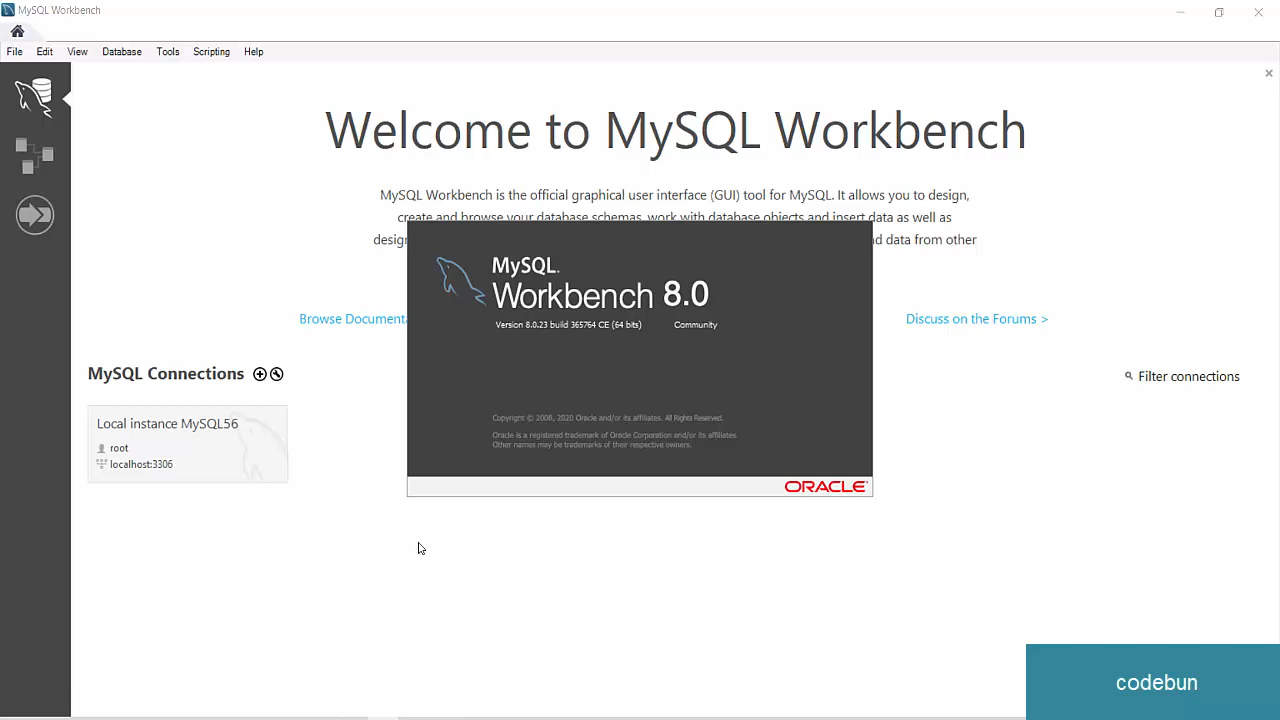 MySQL Workbench
File Edit View Database Tools Scripting Help
Welcome to MySQL Workbench
MySQL Workbench is the official graphical user interface (GUI) tool for MySQL. It allows you to design,
create and browse your database schemas, work with database objects and insert data as well as
desig
d data from other
MySQL.
Workbench 8.0
Version 8.0.23 build 365764 CE (64 bits) Community
Browse Documenta
Discuss on the Forums >
MySQL Connections
Filter connections
Local instance MySQL56
root
localhost:3306
Copyright © 2008, 2020 Oracle and/or its affiliates. All Rights Reserved.
Oracle is a registered trademark of Oracle Corporation and/or its affiliates.
Other names may be trademarks of their respective owners.
ORACLE
codebun